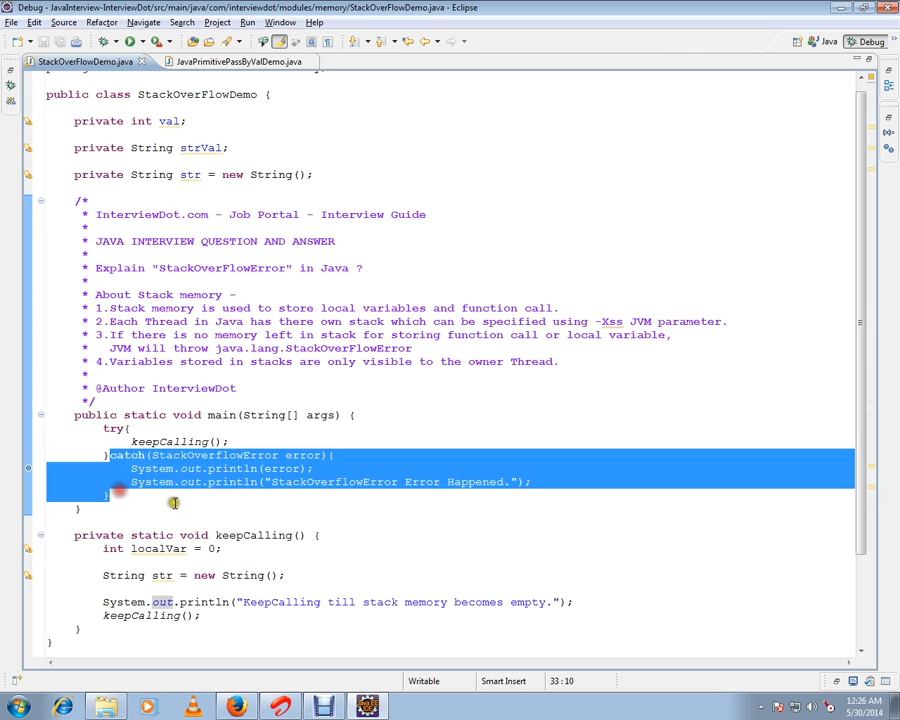 Debug - JavaInterview-InterviewDot/src/main/java/com/interviewdot/modules/memory/StackOverFlowDemo.java - Eclipse
File Edit Source Refactor Navigate Search Project Run Window Help
Java Debug
StackOverFlowDemo.java JavaPrimitivePassByValDemo.java
public class StackOverFlowDemo {
private int val;
private String strVal;
private String str = new String();
/*
* InterviewDot.com - Job Portal - Interview Guide
*
* JAVA INTERVIEW QUESTION AND ANSWER
*
* Explain "StackOverFlowError" in Java ?
*
* About Stack memory -
* 1.Stack memory is used to store local variables and function call.
* 2.Each Thread in Java has there own stack which can be specified using -Xss JVM parameter.
* 3.If there is no memory left in stack for storing function call or local variable,
* JVM will throw java.lang.StackOverFlowError
* 4.Variables stored in stacks are only visible to the owner Thread.
*
* @Author InterviewDot
*/
public static void main(String[] args) {
try{
keepCalling();
}catch(StackOverflowError error){
System.out.println(error);
System.out.println("StackOverflowError Error Happened.");
}
}
private static void keepCalling() {
int localVar = 0;
String str = new String();
System.out.println("KeepCalling till stack memory becomes empty.");
keepCalling();
}
}
Writable Smart Insert 33 : 10
12:26 AM
5/30/2014